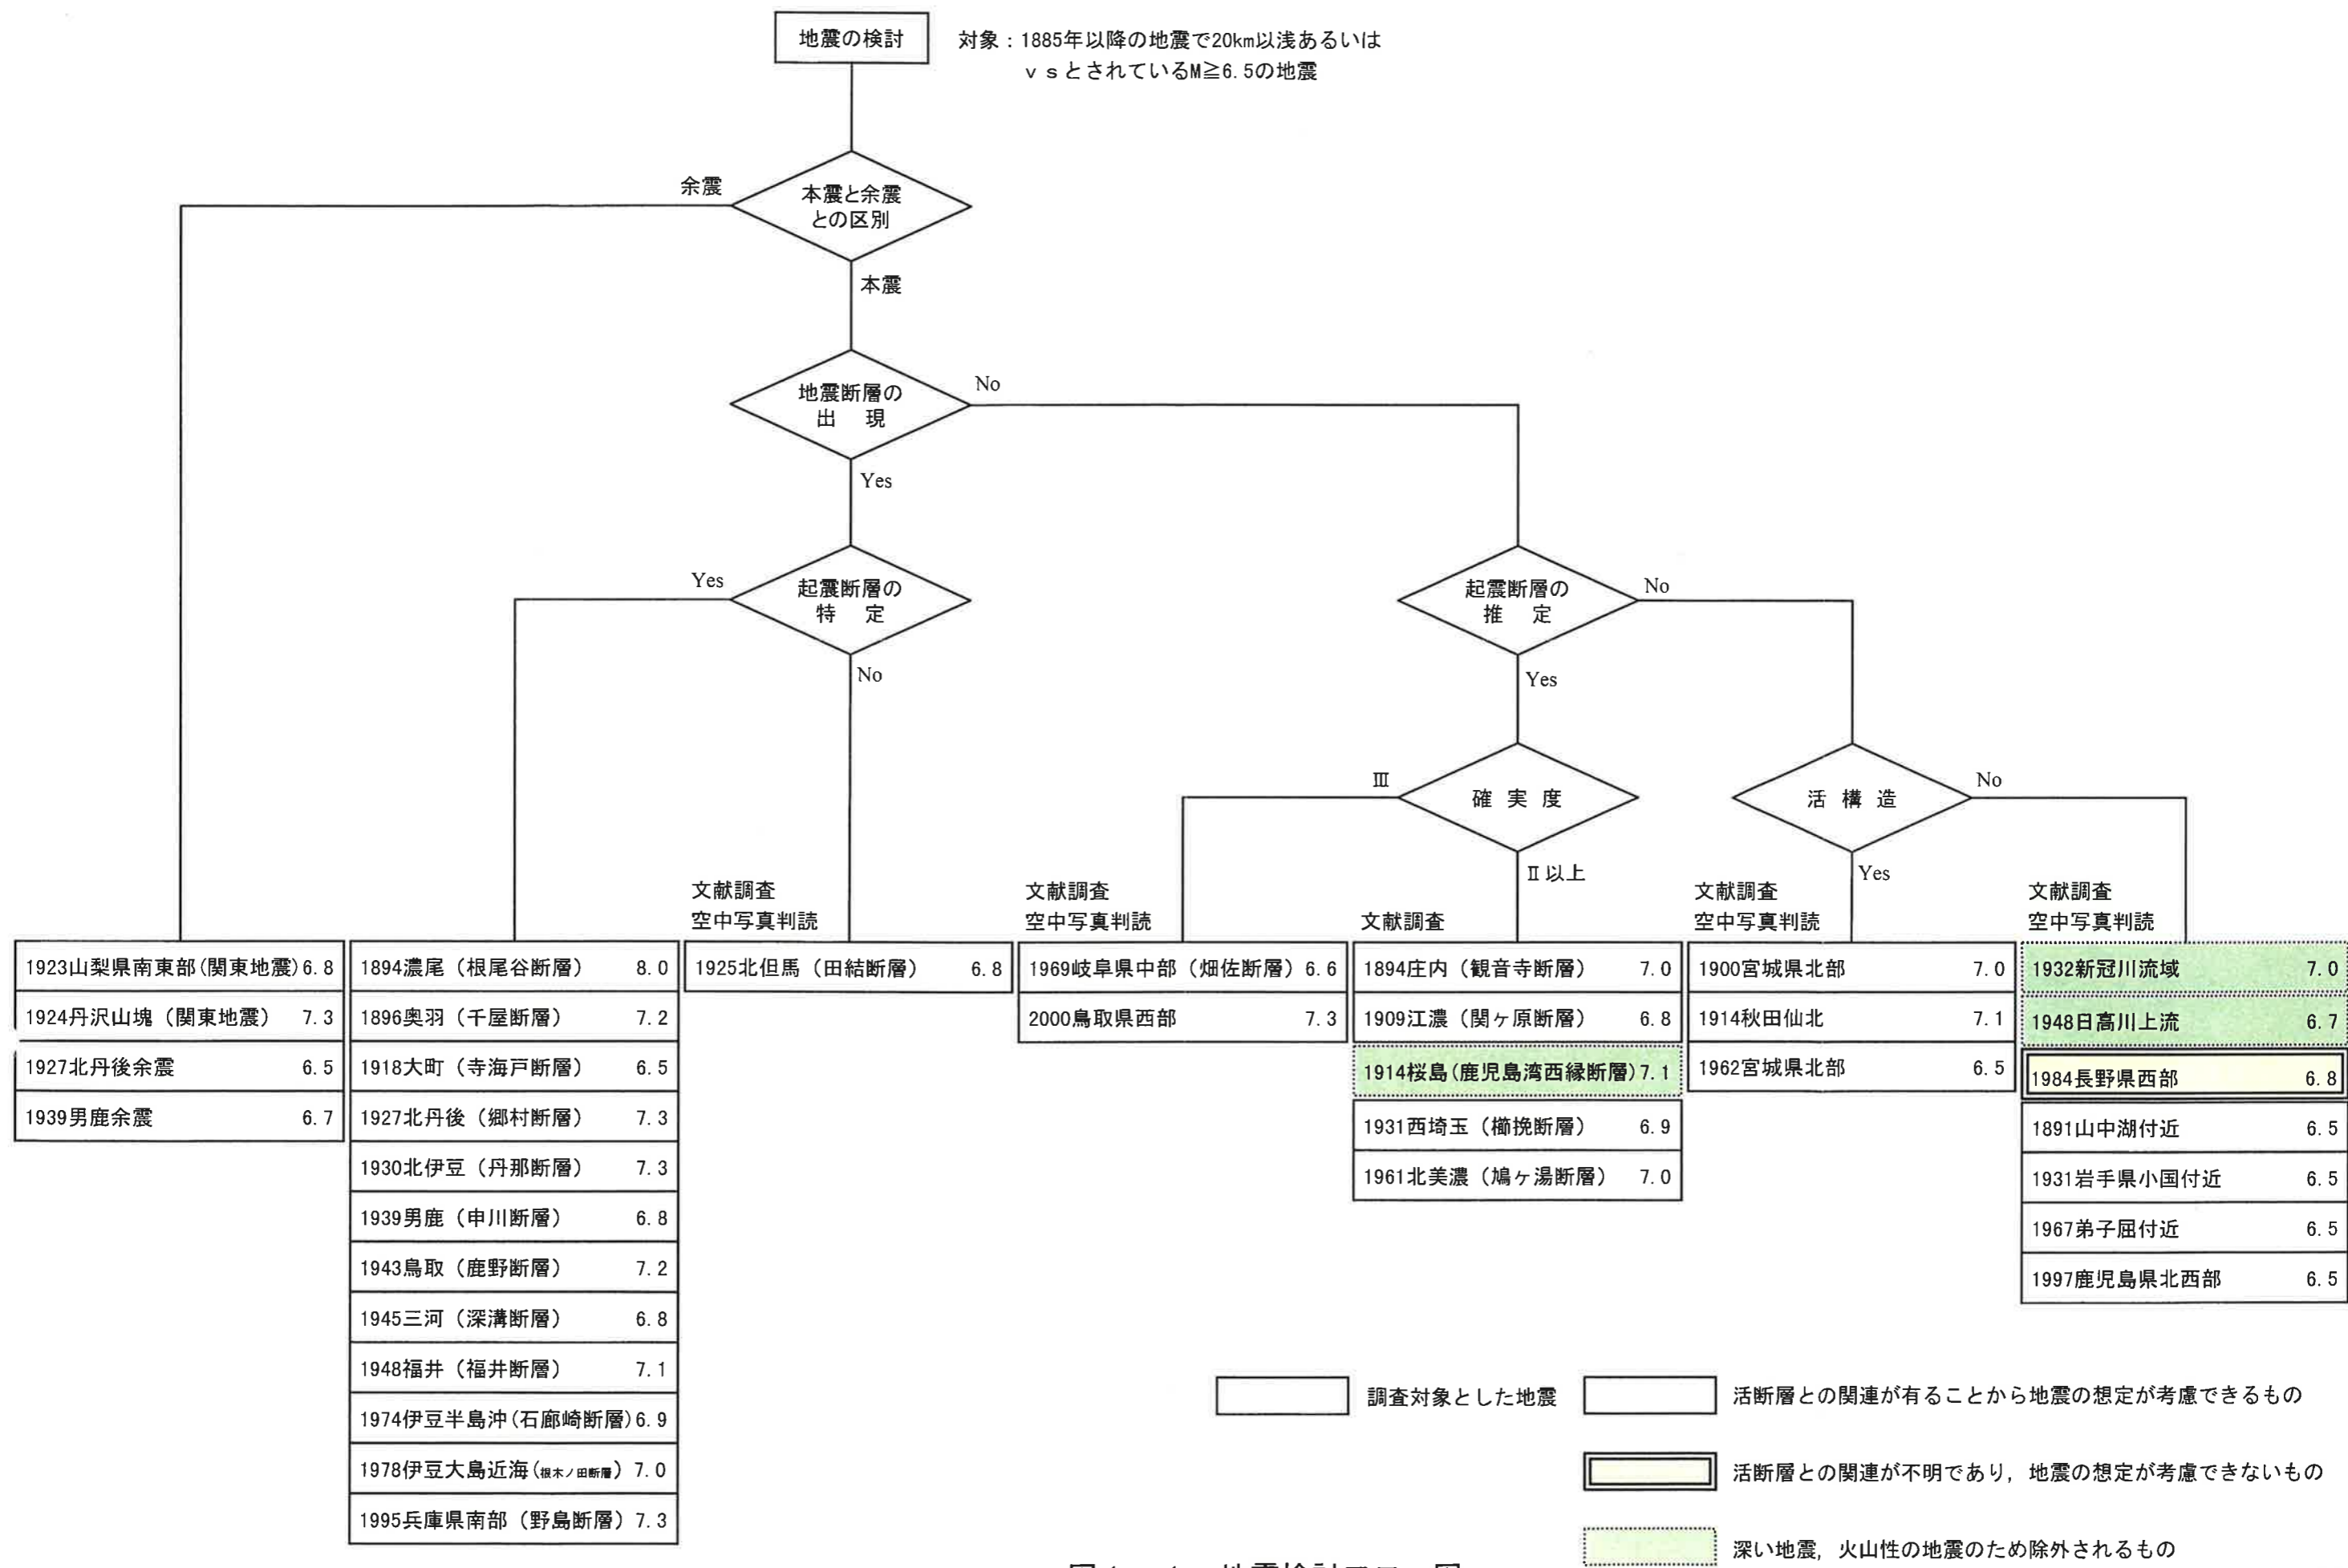 地震の検討
対象：1885年以降の地震で20km以浅あるいは
ｖｓとされているM≧6.5の地震
余震
本震と余震
との区別
本震
地震断層の
出　現
No
Yes
起震断層の
特　定
Yes
No
起震断層の
推　定
No
Yes
確 実 度
Ⅲ
Ⅱ以上
活 構 造
No
Yes
1923山梨県南東部(関東地震) 6.8
1924丹沢山塊（関東地震） 7.3
1927北丹後余震 6.5
1939男鹿余震 6.7
1894濃尾（根尾谷断層） 8.0
1896奥羽（千屋断層） 7.2
1918大町（寺海戸断層） 6.5
1927北丹後（郷村断層） 7.3
1930北伊豆（丹那断層） 7.3
1939男鹿（申川断層） 6.8
1943鳥取（鹿野断層） 7.2
1945三河（深溝断層） 6.8
1948福井（福井断層） 7.1
1974伊豆半島沖(石廊崎断層) 6.9
1978伊豆大島近海(根木ノ田断層) 7.0
1995兵庫県南部（野島断層） 7.3
文献調査
空中写真判読
1925北但馬（田結断層） 6.8
文献調査
空中写真判読
1969岐阜県中部（畑佐断層） 6.6
2000鳥取県西部 7.3
文献調査
1894庄内（観音寺断層） 7.0
1909江濃（関ヶ原断層） 6.8
1914桜島(鹿児島湾西縁断層) 7.1
1931西埼玉（櫛挽断層） 6.9
1961北美濃（鳩ヶ湯断層） 7.0
文献調査
空中写真判読
1900宮城県北部 7.0
1914秋田仙北 7.1
1962宮城県北部 6.5
文献調査
空中写真判読
1932新冠川流域 7.0
1948日高川上流 6.7
1984長野県西部 6.8
1891山中湖付近 6.5
1931岩手県小国付近 6.5
1967弟子屈付近 6.5
1997鹿児島県北西部 6.5
調査対象とした地震
活断層との関連が有ることから地震の想定が考慮できるもの
活断層との関連が不明であり，地震の想定が考慮できないもの
深い地震，火山性の地震のため除外されるもの